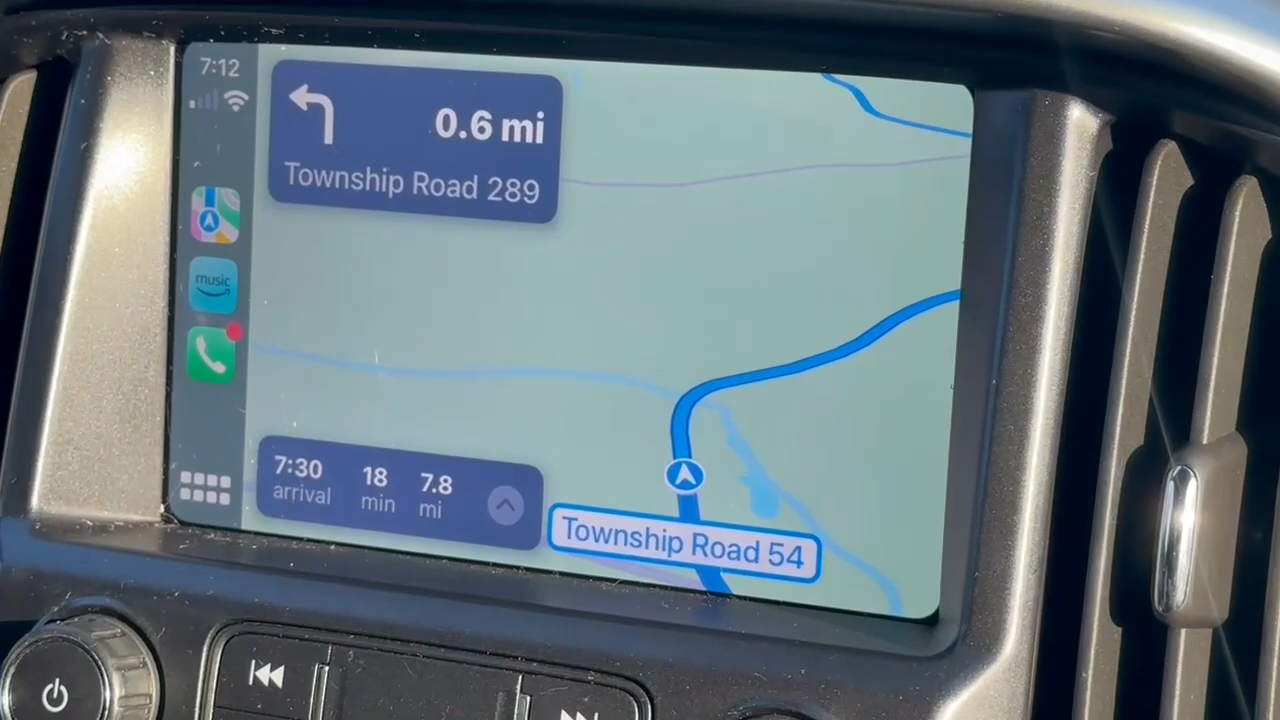 7:12
0.6 mi
Township Road 289
music
7:30 18 7.8
arrival min mi
Township Road 54